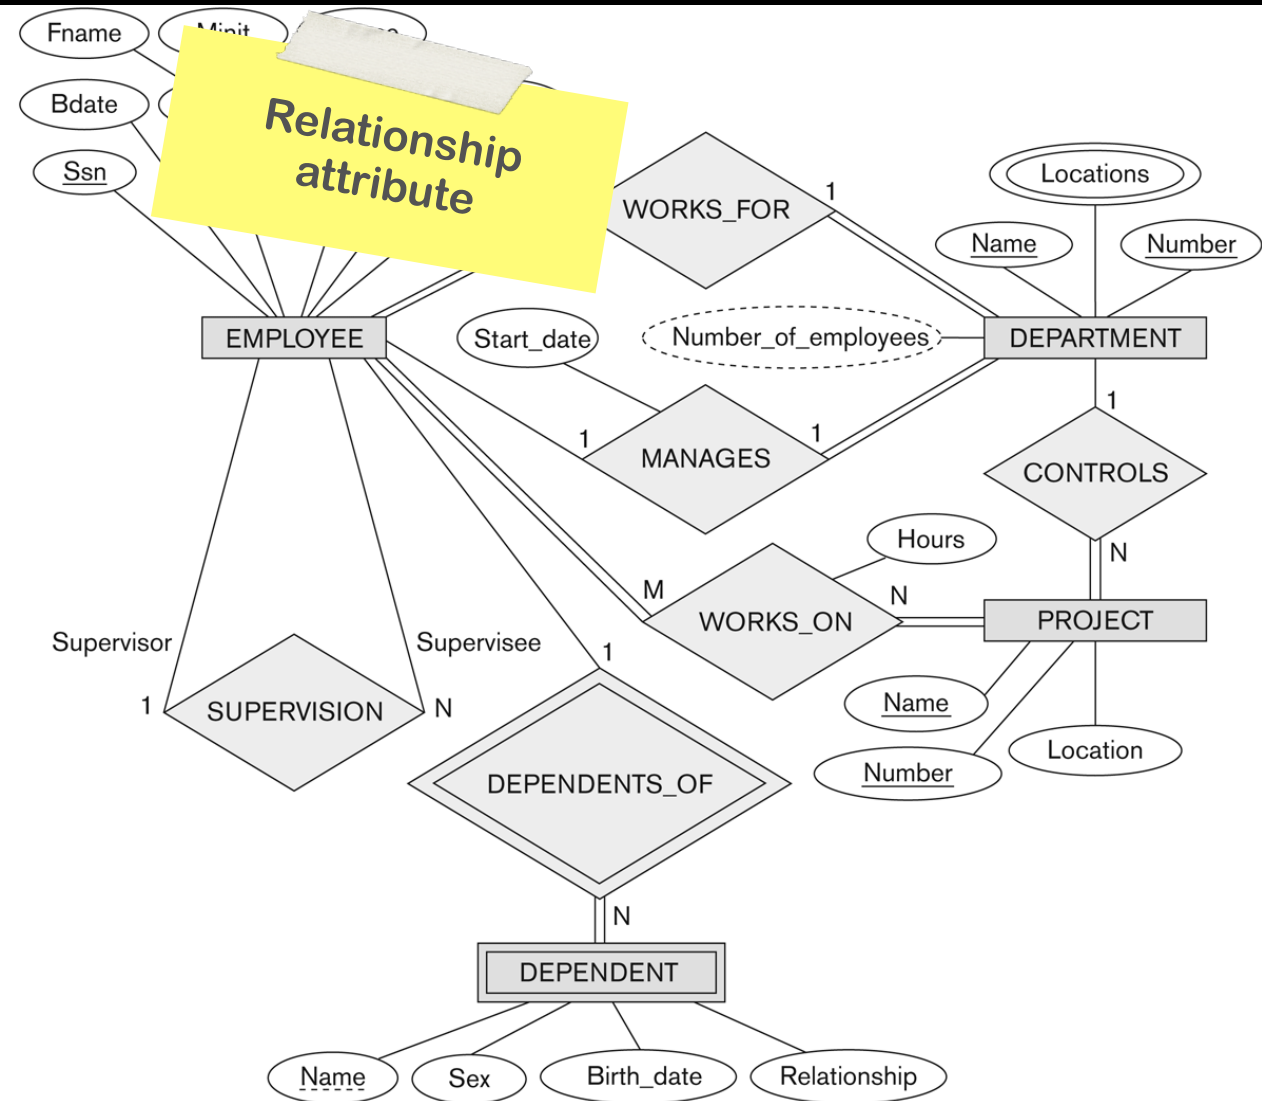 Fname
Minit
Bdate
Ssn
Relationship
attribute
WORKS_FOR
1
Locations
Name
Number
EMPLOYEE
Start_date
Number_of_employees
DEPARTMENT
1
1
MANAGES
1
CONTROLS
N
Hours
M
N
WORKS_ON
PROJECT
Supervisor
Supervisee
1
1
SUPERVISION
N
Name
Number
Location
DEPENDENTS_OF
N
DEPENDENT
Name
Sex
Birth_date
Relationship